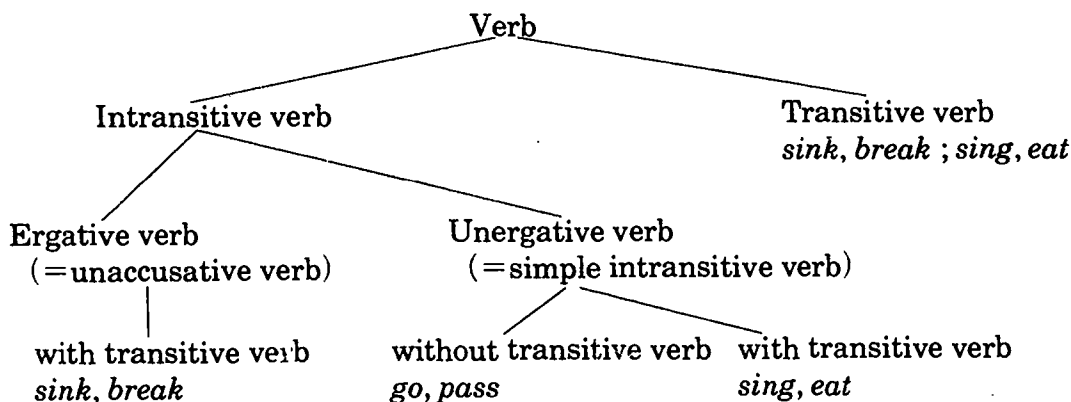 Verb
Intransitive verb
Transitive verb
sink, break ; sing, eat
Ergative verb
(=unaccusative verb)
Unergative verb
(=simple intransitive verb)
with transitive verb
sink, break
without transitive verb
go, pass
with transitive verb
sing, eat